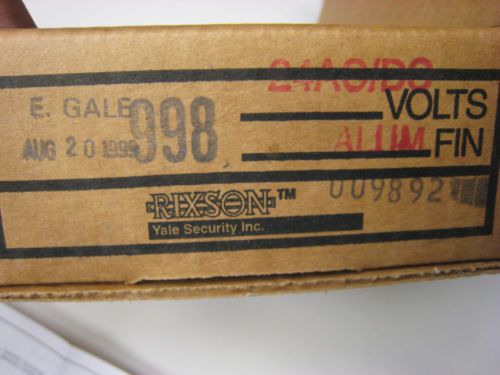 24AC/DC
E. GALE 998 VOLTS
AUG 20 1999 ALUM FIN
009892
RIXSON™
Yale Security Inc.